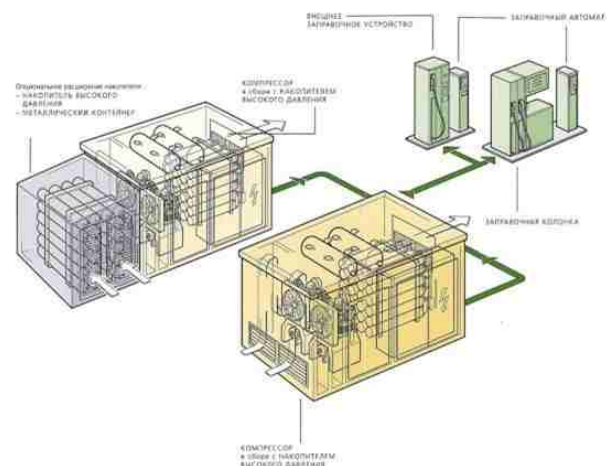 ВНЕШНЕЕ
ЗАПРАВОЧНОЕ УСТРОЙСТВО
ЗАПРАВОЧНЫЙ АВТОМАТ
КОМПРЕССОР
в сборе с НАКОПИТЕЛЕМ
ВЫСОКОГО ДАВЛЕНИЯ
Опциональное расширение накопителя:
– НАКОПИТЕЛЬ ВЫСОКОГО
ДАВЛЕНИЯ
– МЕТАЛЛИЧЕСКИЙ КОНТЕЙНЕР
ЗАПРАВОЧНАЯ КОЛОНКА
КОМПРЕССОР
в сборе с НАКОПИТЕЛЕМ
ВЫСОКОГО ДАВЛЕНИЯ